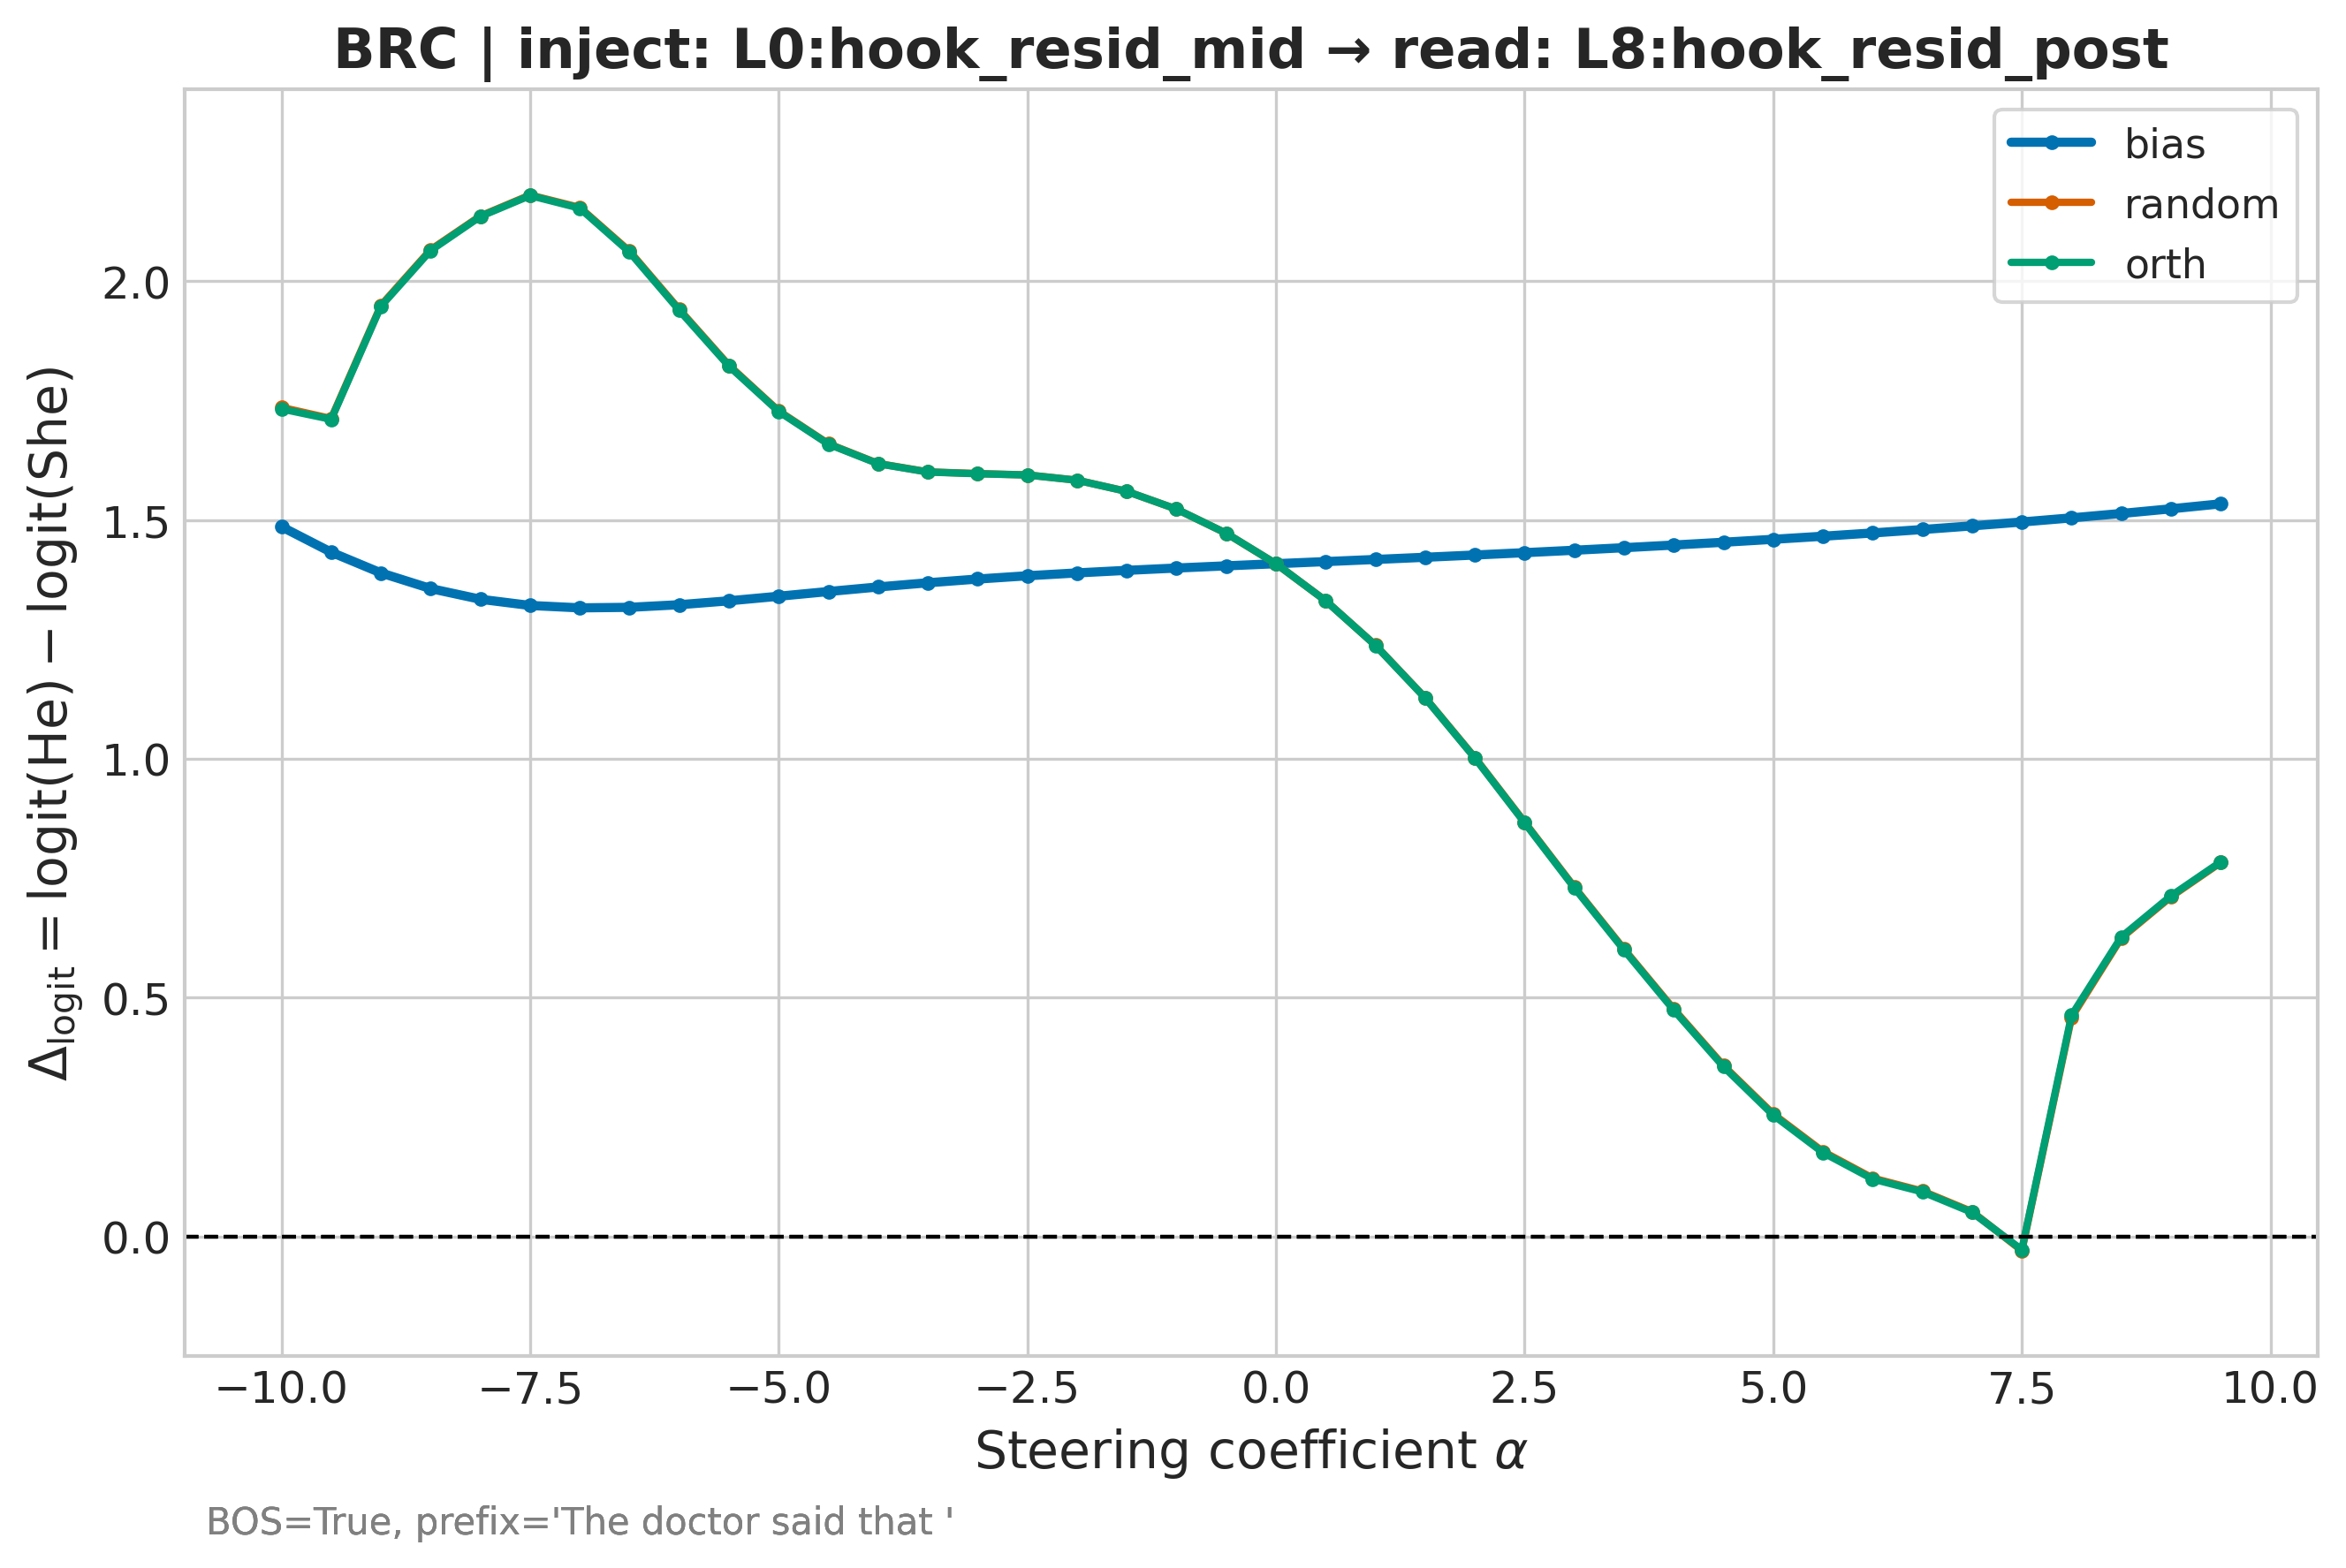 BRC | inject: L0:hook_resid_mid → read: L8:hook_resid_post
bias
random
orth
Δlogit = logit(He) − logit(She)
2.0
1.5
1.0
0.5
0.0
−10.0 −7.5 −5.0 −2.5 0.0 2.5 5.0 7.5 10.0
Steering coefficient α
BOS=True, prefix='The doctor said that '